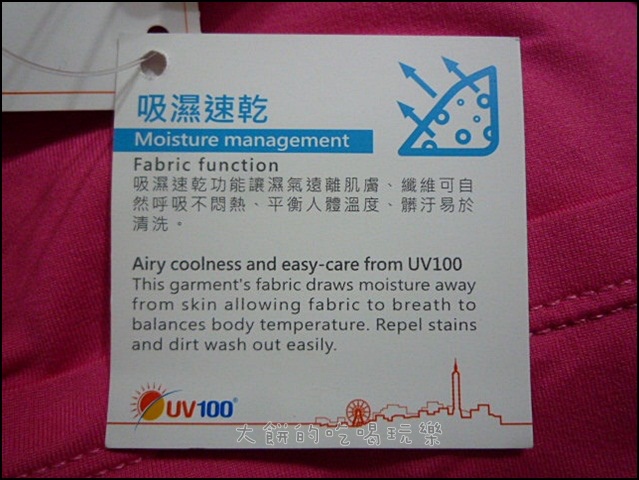 吸濕速乾
Moisture management
Fabric function
吸濕速乾功能讓濕氣遠離肌膚、纖維可自
然呼吸不悶熱、平衡人體溫度、髒汙易於
清洗。
Airy coolness and easy-care from UV100
This garment's fabric draws moisture away
from skin allowing fabric to breath to
balances body temperature. Repel stains
and dirt wash out easily.
UV100
大餅的吃喝玩樂